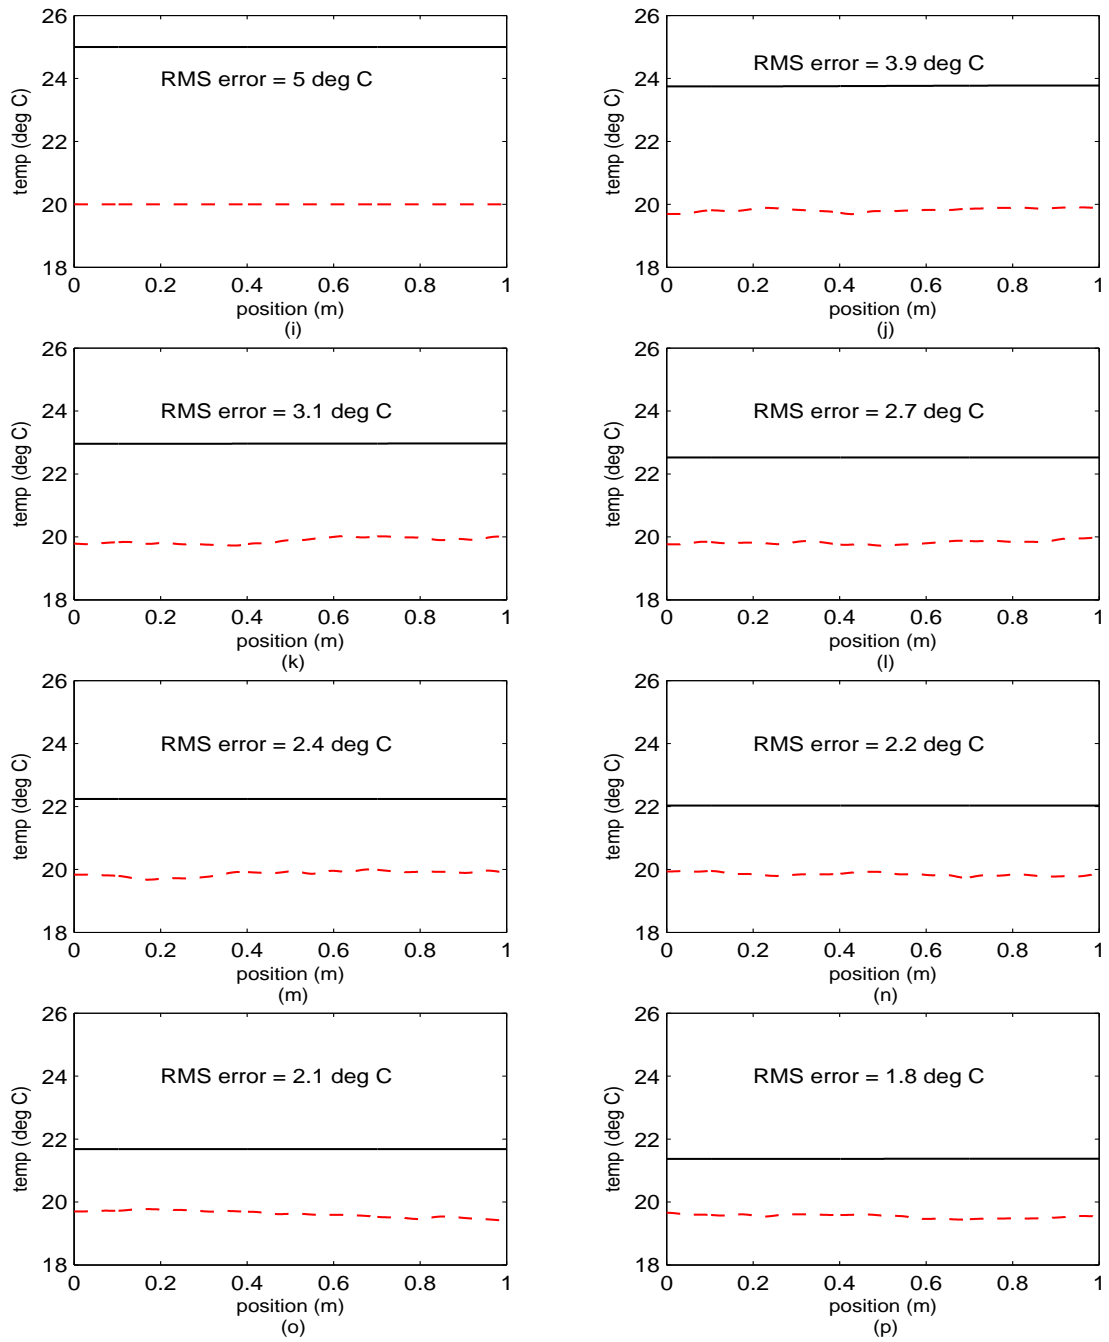 26
24
22
20
18
temp (deg C)
RMS error = 5 deg C
0 0.2 0.4 0.6 0.8 1
position (m)
(i)
26
24
22
20
18
temp (deg C)
RMS error = 3.9 deg C
0 0.2 0.4 0.6 0.8 1
position (m)
(j)
26
24
22
20
18
temp (deg C)
RMS error = 3.1 deg C
0 0.2 0.4 0.6 0.8 1
position (m)
(k)
26
24
22
20
18
temp (deg C)
RMS error = 2.7 deg C
0 0.2 0.4 0.6 0.8 1
position (m)
(l)
26
24
22
20
18
temp (deg C)
RMS error = 2.4 deg C
0 0.2 0.4 0.6 0.8 1
position (m)
(m)
26
24
22
20
18
temp (deg C)
RMS error = 2.2 deg C
0 0.2 0.4 0.6 0.8 1
position (m)
(n)
26
24
22
20
18
temp (deg C)
RMS error = 2.1 deg C
0 0.2 0.4 0.6 0.8 1
position (m)
(o)
26
24
22
20
18
temp (deg C)
RMS error = 1.8 deg C
0 0.2 0.4 0.6 0.8 1
position (m)
(p)